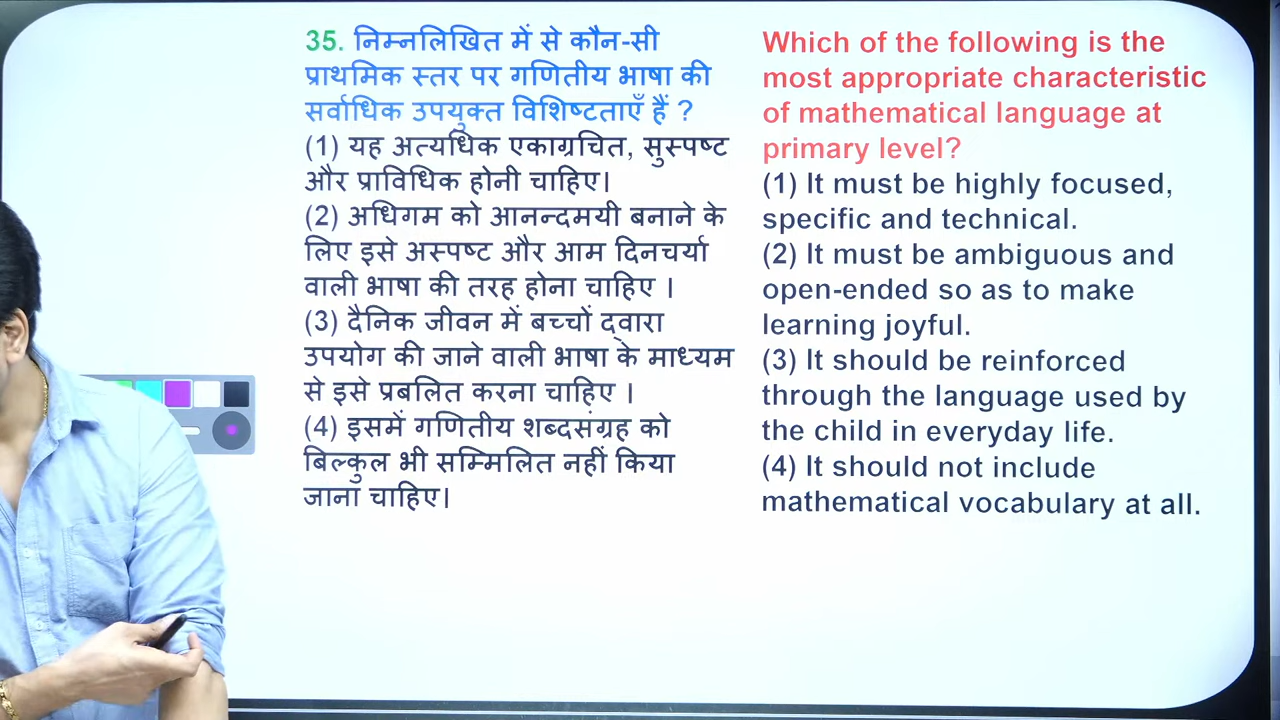 35. निम्नलिखित में से कौन-सी
प्राथमिक स्तर पर गणितीय भाषा की
सर्वाधिक उपयुक्त विशिष्टताएँ हैं ?
(1) यह अत्यधिक एकाग्रचित, सुस्पष्ट
और प्राविधिक होनी चाहिए।
(2) अधिगम को आनन्दमयी बनाने के
लिए इसे अस्पष्ट और आम दिनचर्या
वाली भाषा की तरह होना चाहिए ।
(3) दैनिक जीवन में बच्चों द्वारा
उपयोग की जाने वाली भाषा के माध्यम
से इसे प्रबलित करना चाहिए ।
(4) इसमें गणितीय शब्दसंग्रह को
बिल्कुल भी सम्मिलित नहीं किया
जाना चाहिए।
Which of the following is the
most appropriate characteristic
of mathematical language at
primary level?
(1) It must be highly focused,
specific and technical.
(2) It must be ambiguous and
open-ended so as to make
learning joyful.
(3) It should be reinforced
through the language used by
the child in everyday life.
(4) It should not include
mathematical vocabulary at all.